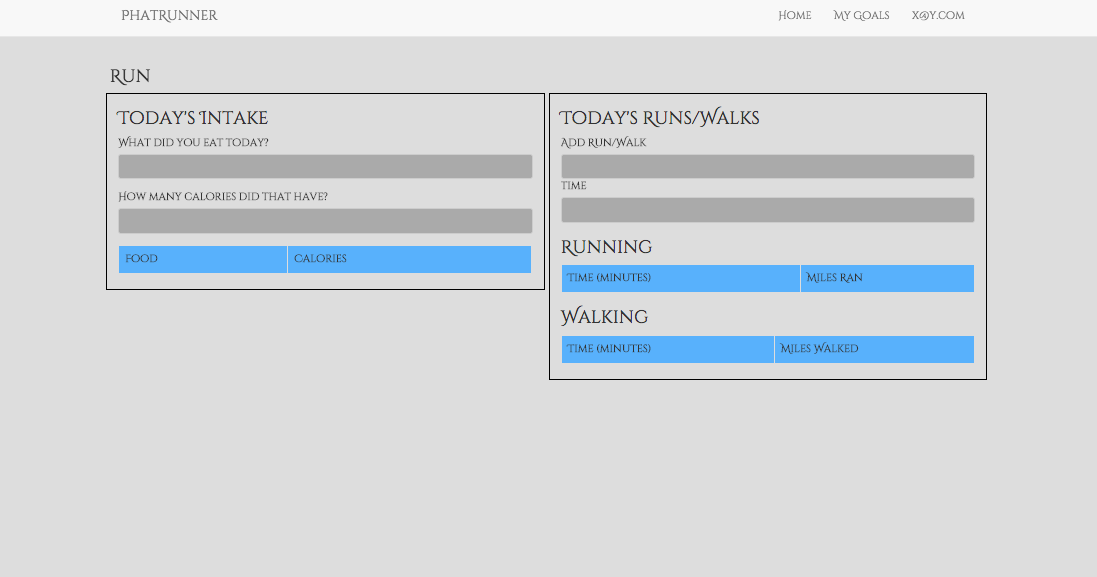 PhatRunner
Home My Goals x@y.com
Run
Today's Intake
What did you eat today?
How many calories did that have?
Food Calories
Today's Runs/Walks
Add Run/Walk
Time
Running
Time (minutes) Miles Ran
Walking
Time (minutes) Miles Walked